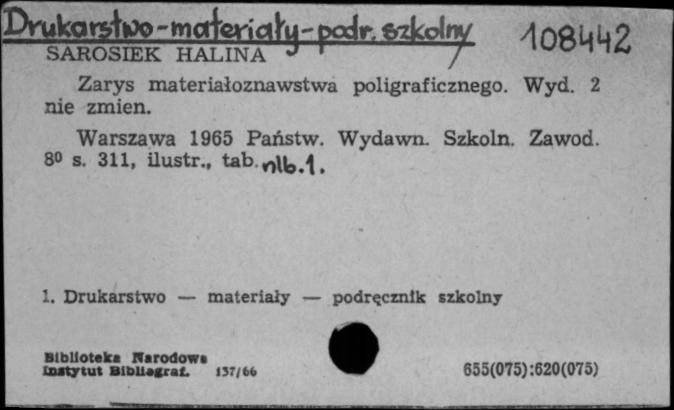 Drukarstwo-materiały-podr. szkolny 108442
SAROSIEK HALINA
Zarys materiałoznawstwa poligraficznego. Wyd. 2
nie zmien.
Warszawa 1965 Państw. Wydawn. Szkoln. Zawod.
8º s. 311, ilustr., tab. nlb.1.
1. Drukarstwo — materiały — podręcznik szkolny
Biblioteka Narodowa
Instytut Bibliograf. 157/66 655(075):620(075)